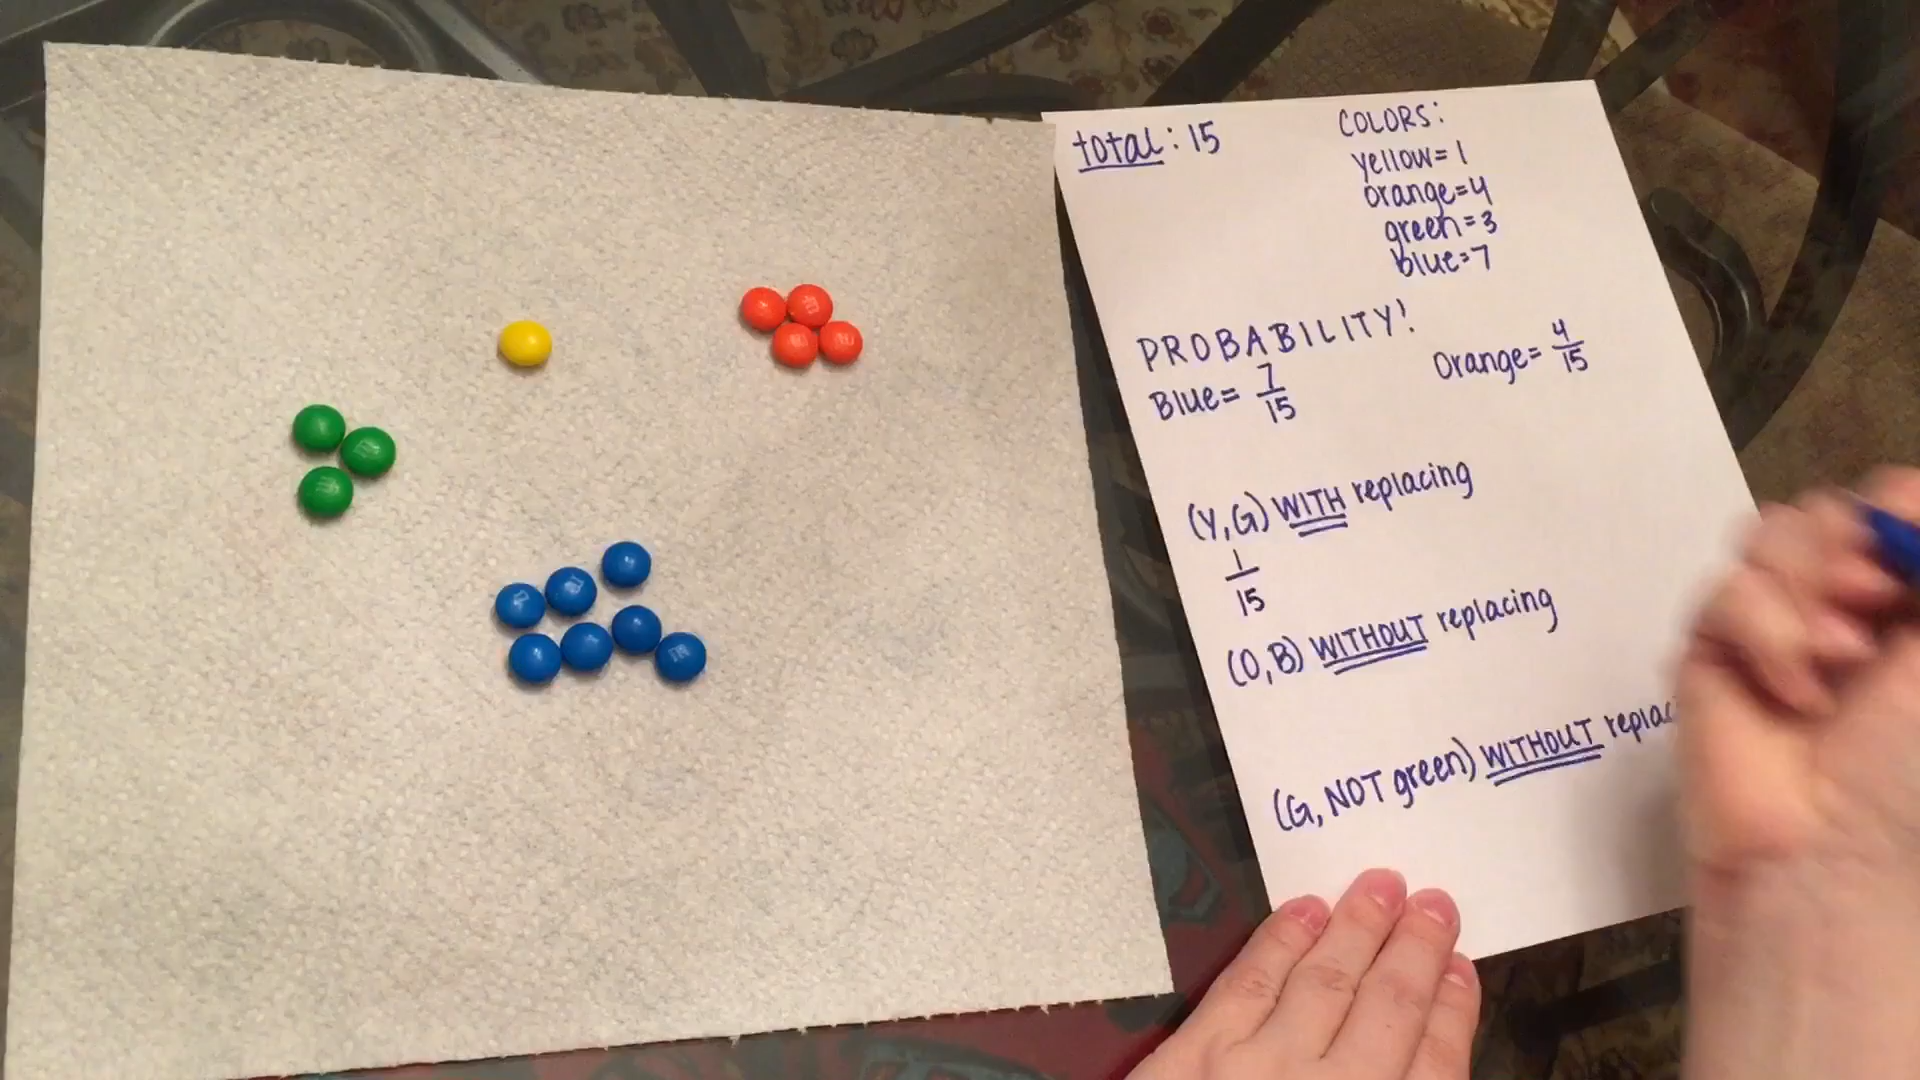 total: 15
COLORS:
yellow= 1
orange=4
green=3
blue=7
PROBABILITY!
Blue= 7/15
Orange= 4/15
(Y,G) WITH replacing
1/15
(O,B) WITHOUT replacing
(G, NOT green) WITHOUT replac